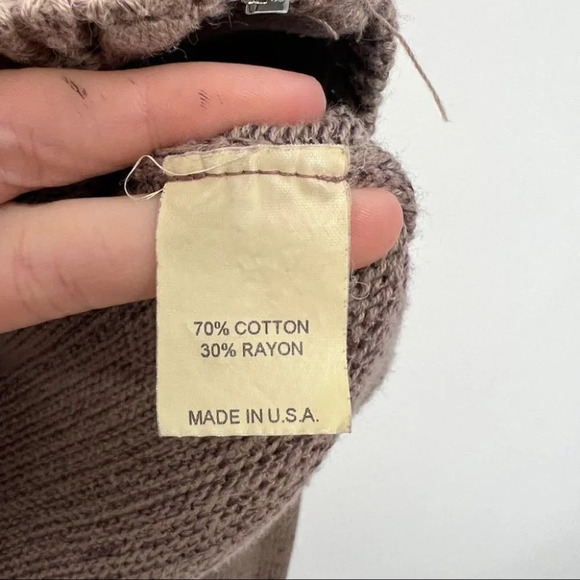 70% COTTON
30% RAYON
MADE IN U.S.A.